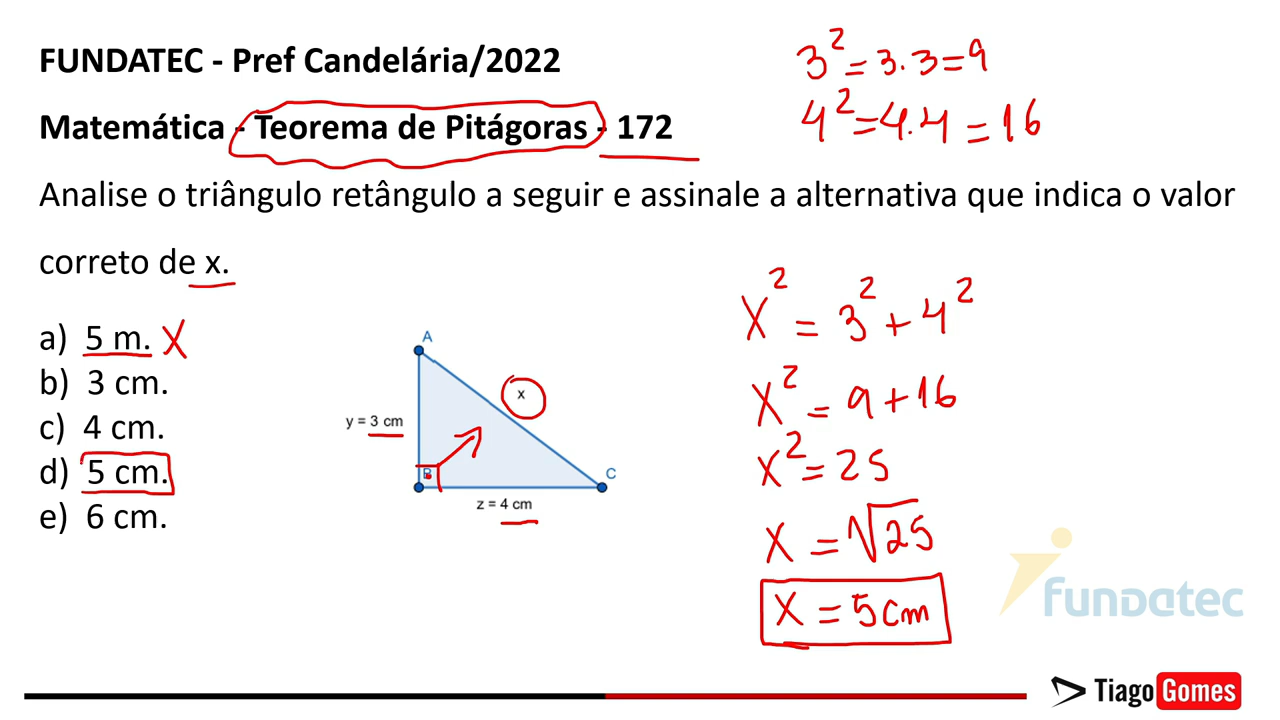 FUNDATEC - Pref Candelária/2022
Matemática - Teorema de Pitágoras - 172
Analise o triângulo retângulo a seguir e assinale a alternativa que indica o valor
correto de x.
a) 5 m. X
b) 3 cm.
c) 4 cm.
d) 5 cm.
e) 6 cm.
A
x
y = 3 cm
B
C
z = 4 cm
3² = 3.3 = 9
4² = 4.4 = 16
X² = 3² + 4²
X² = 9 + 16
X² = 25
X = √25
X = 5cm
fundatec
Tiago Gomes